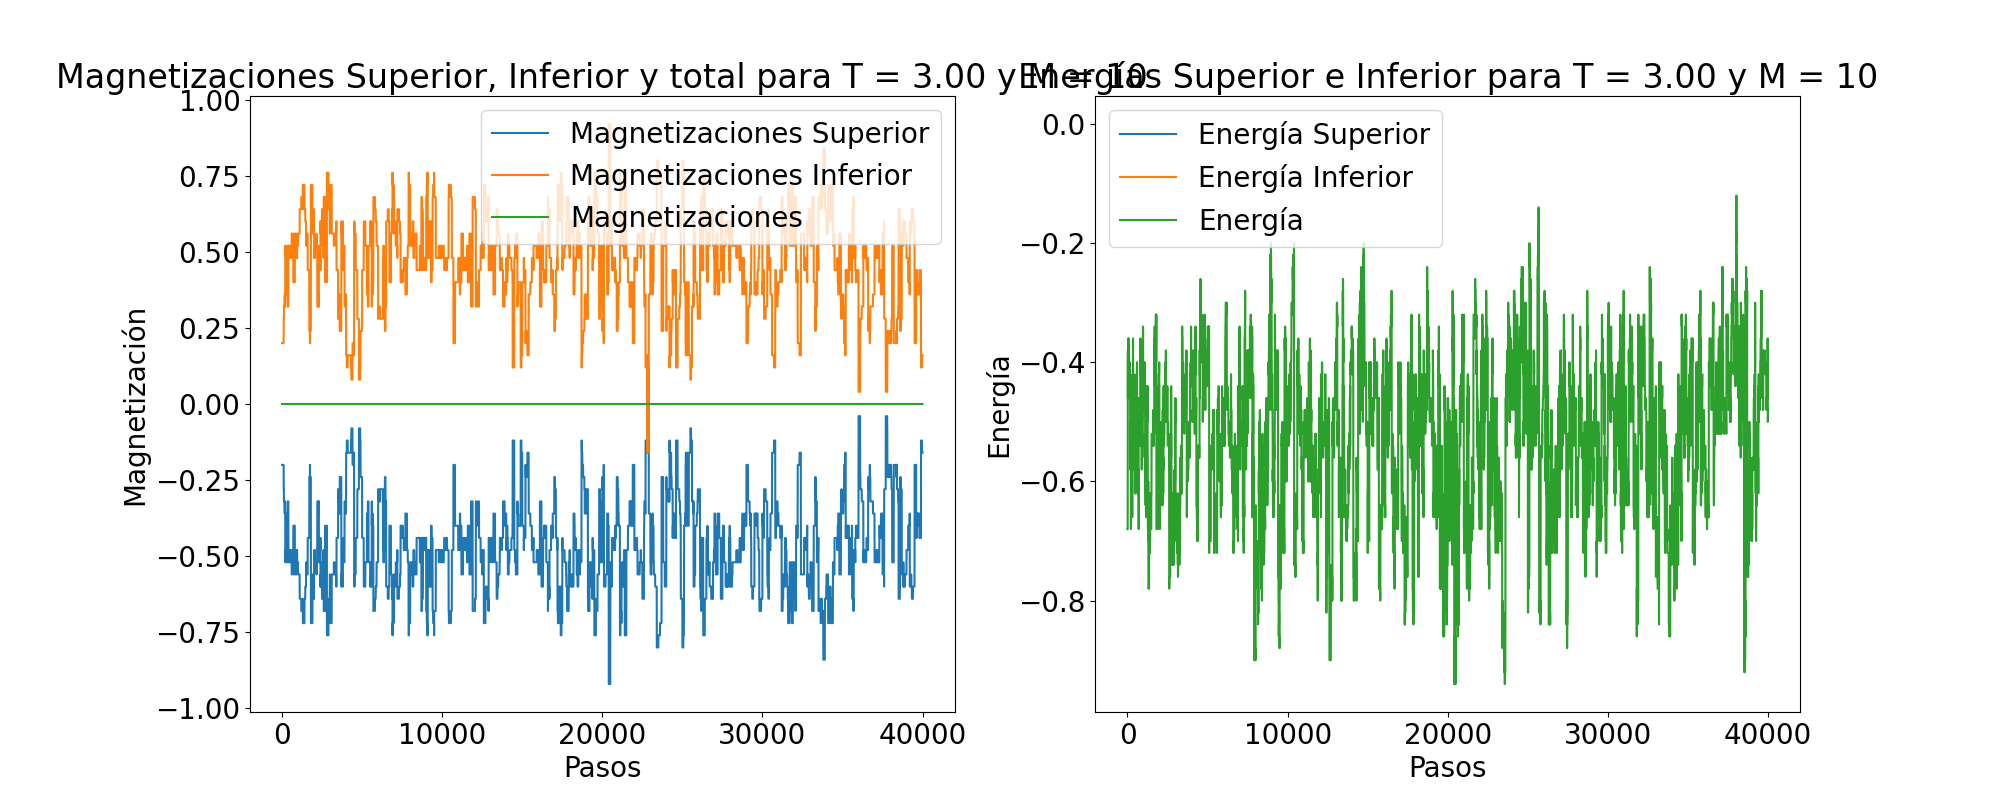 Magnetizaciones Superior, Inferior y total para T = 3.00 y M = 10
Energías Superior e Inferior para T = 3.00 y M = 10
Magnetizaciones Superior
Magnetizaciones Inferior
Magnetizaciones
1.00
0.75
0.50
0.25
0.00
−0.25
−0.50
−0.75
−1.00
Magnetización
0
10000
20000
30000
40000
Pasos
Energía Superior
Energía Inferior
Energía
0.0
−0.2
−0.4
−0.6
−0.8
Energía
0
10000
20000
30000
40000
Pasos